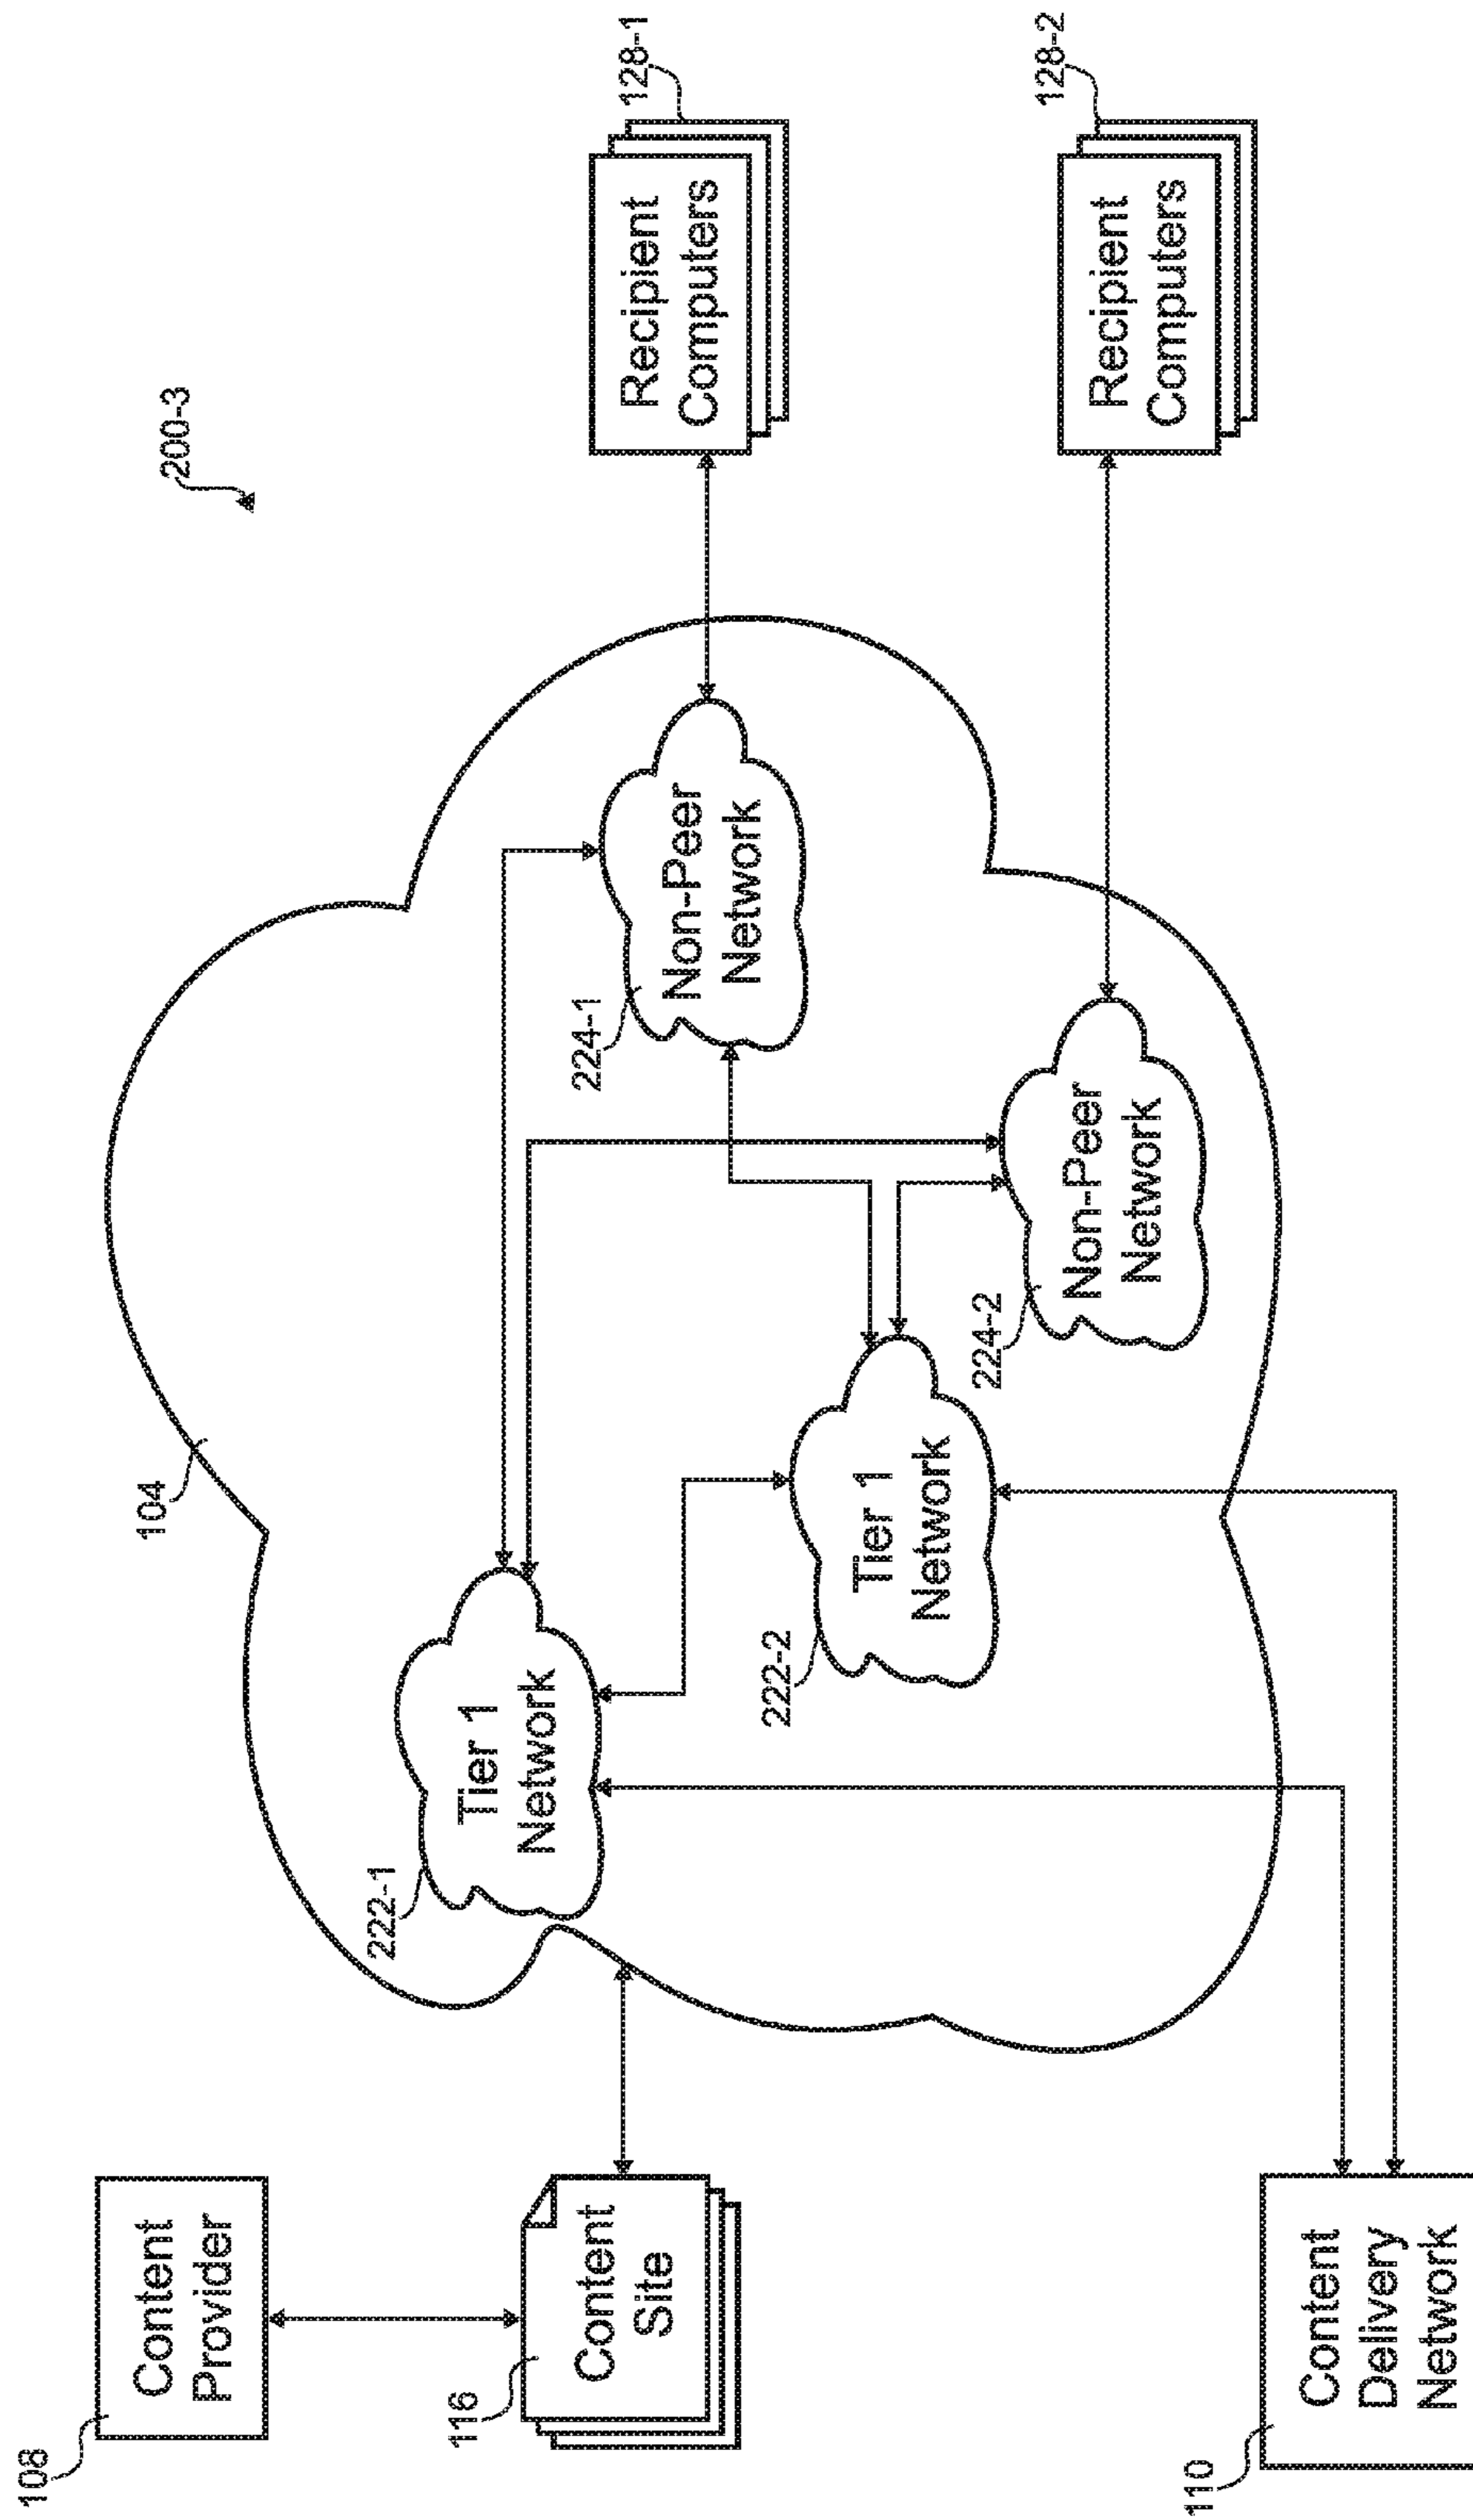 200-3
108
Content
Provider
104
222-1
Tier 1
Network
224-1
Non-Peer
Network
128-1
Recipient
Computers
116
Content
Site
222-2
Tier 1
Network
224-2
Non-Peer
Network
128-2
Recipient
Computers
110
Content
Delivery
Network